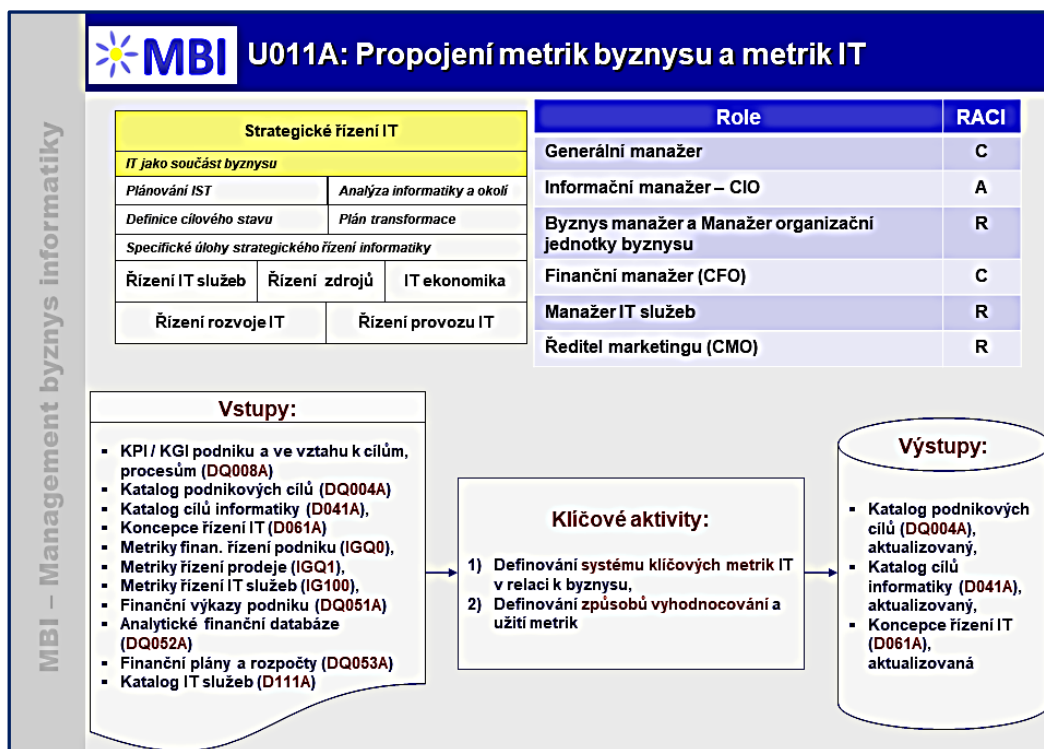 MBI
U011A: Propojení metrik byznysu a metrik IT
MBI – Management byznys informatiky
Strategické řízení IT
IT jako součást byznysu
Plánování IST
Analýza informatiky a okolí
Definice cílového stavu
Plán transformace
Specifické úlohy strategického řízení informatiky
Řízení IT služeb
Řízení zdrojů
IT ekonomika
Řízení rozvoje IT
Řízení provozu IT
Role RACI
Generální manažer C
Informační manažer – CIO A
Byznys manažer a Manažer organizační
jednotky byznysu R
Finanční manažer (CFO) C
Manažer IT služeb R
Ředitel marketingu (CMO) R
Vstupy:
▪ KPI / KGI podniku a ve vztahu k cílům,
procesům (DQ008A)
▪ Katalog podnikových cílů (DQ004A)
▪ Katalog cílů informatiky (D041A),
▪ Koncepce řízení IT (D061A)
▪ Metriky finan. řízení podniku (IGQ0),
▪ Metriky řízení prodeje (IGQ1),
▪ Metriky řízení IT služeb (IG100),
▪ Finanční výkazy podniku (DQ051A)
▪ Analytické finanční databáze
(DQ052A)
▪ Finanční plány a rozpočty (DQ053A)
▪ Katalog IT služeb (D111A)
Klíčové aktivity:
1) Definování systému klíčových metrik IT
v relaci k byznysu,
2) Definování způsobů vyhodnocování a
užití metrik
Výstupy:
▪ Katalog podnikových
cílů (DQ004A),
aktualizovaný,
▪ Katalog cílů
informatiky (D041A),
aktualizovaný,
▪ Koncepce řízení IT
(D061A),
aktualizovaná